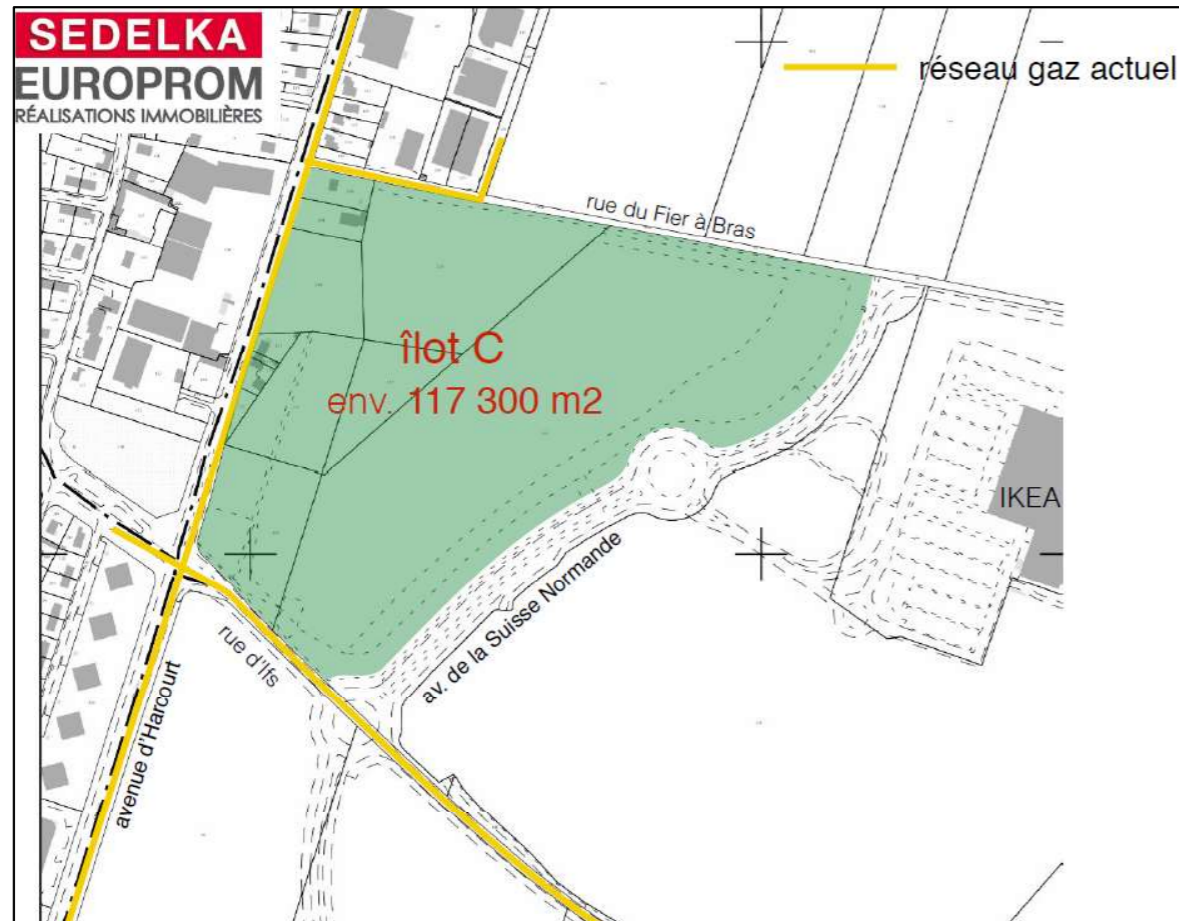 SEDELKA
EUROPROM
RÉALISATIONS IMMOBILIÈRES
réseau gaz actuel
rue du Fier à Bras
îlot C
env. 117 300 m2
IKEA
av. de la Suisse Normande
rue d'Ifs
avenue d'Harcourt